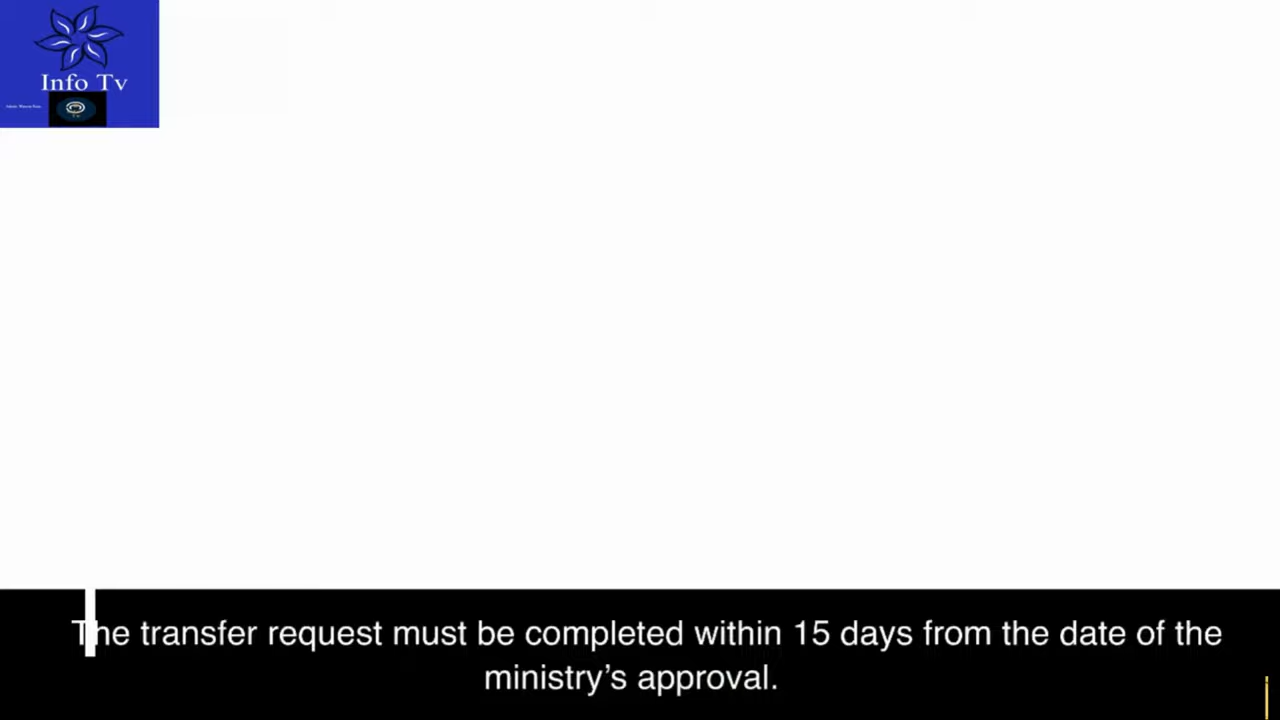 Info Tv
The transfer request must be completed within 15 days from the date of the
ministry’s approval.